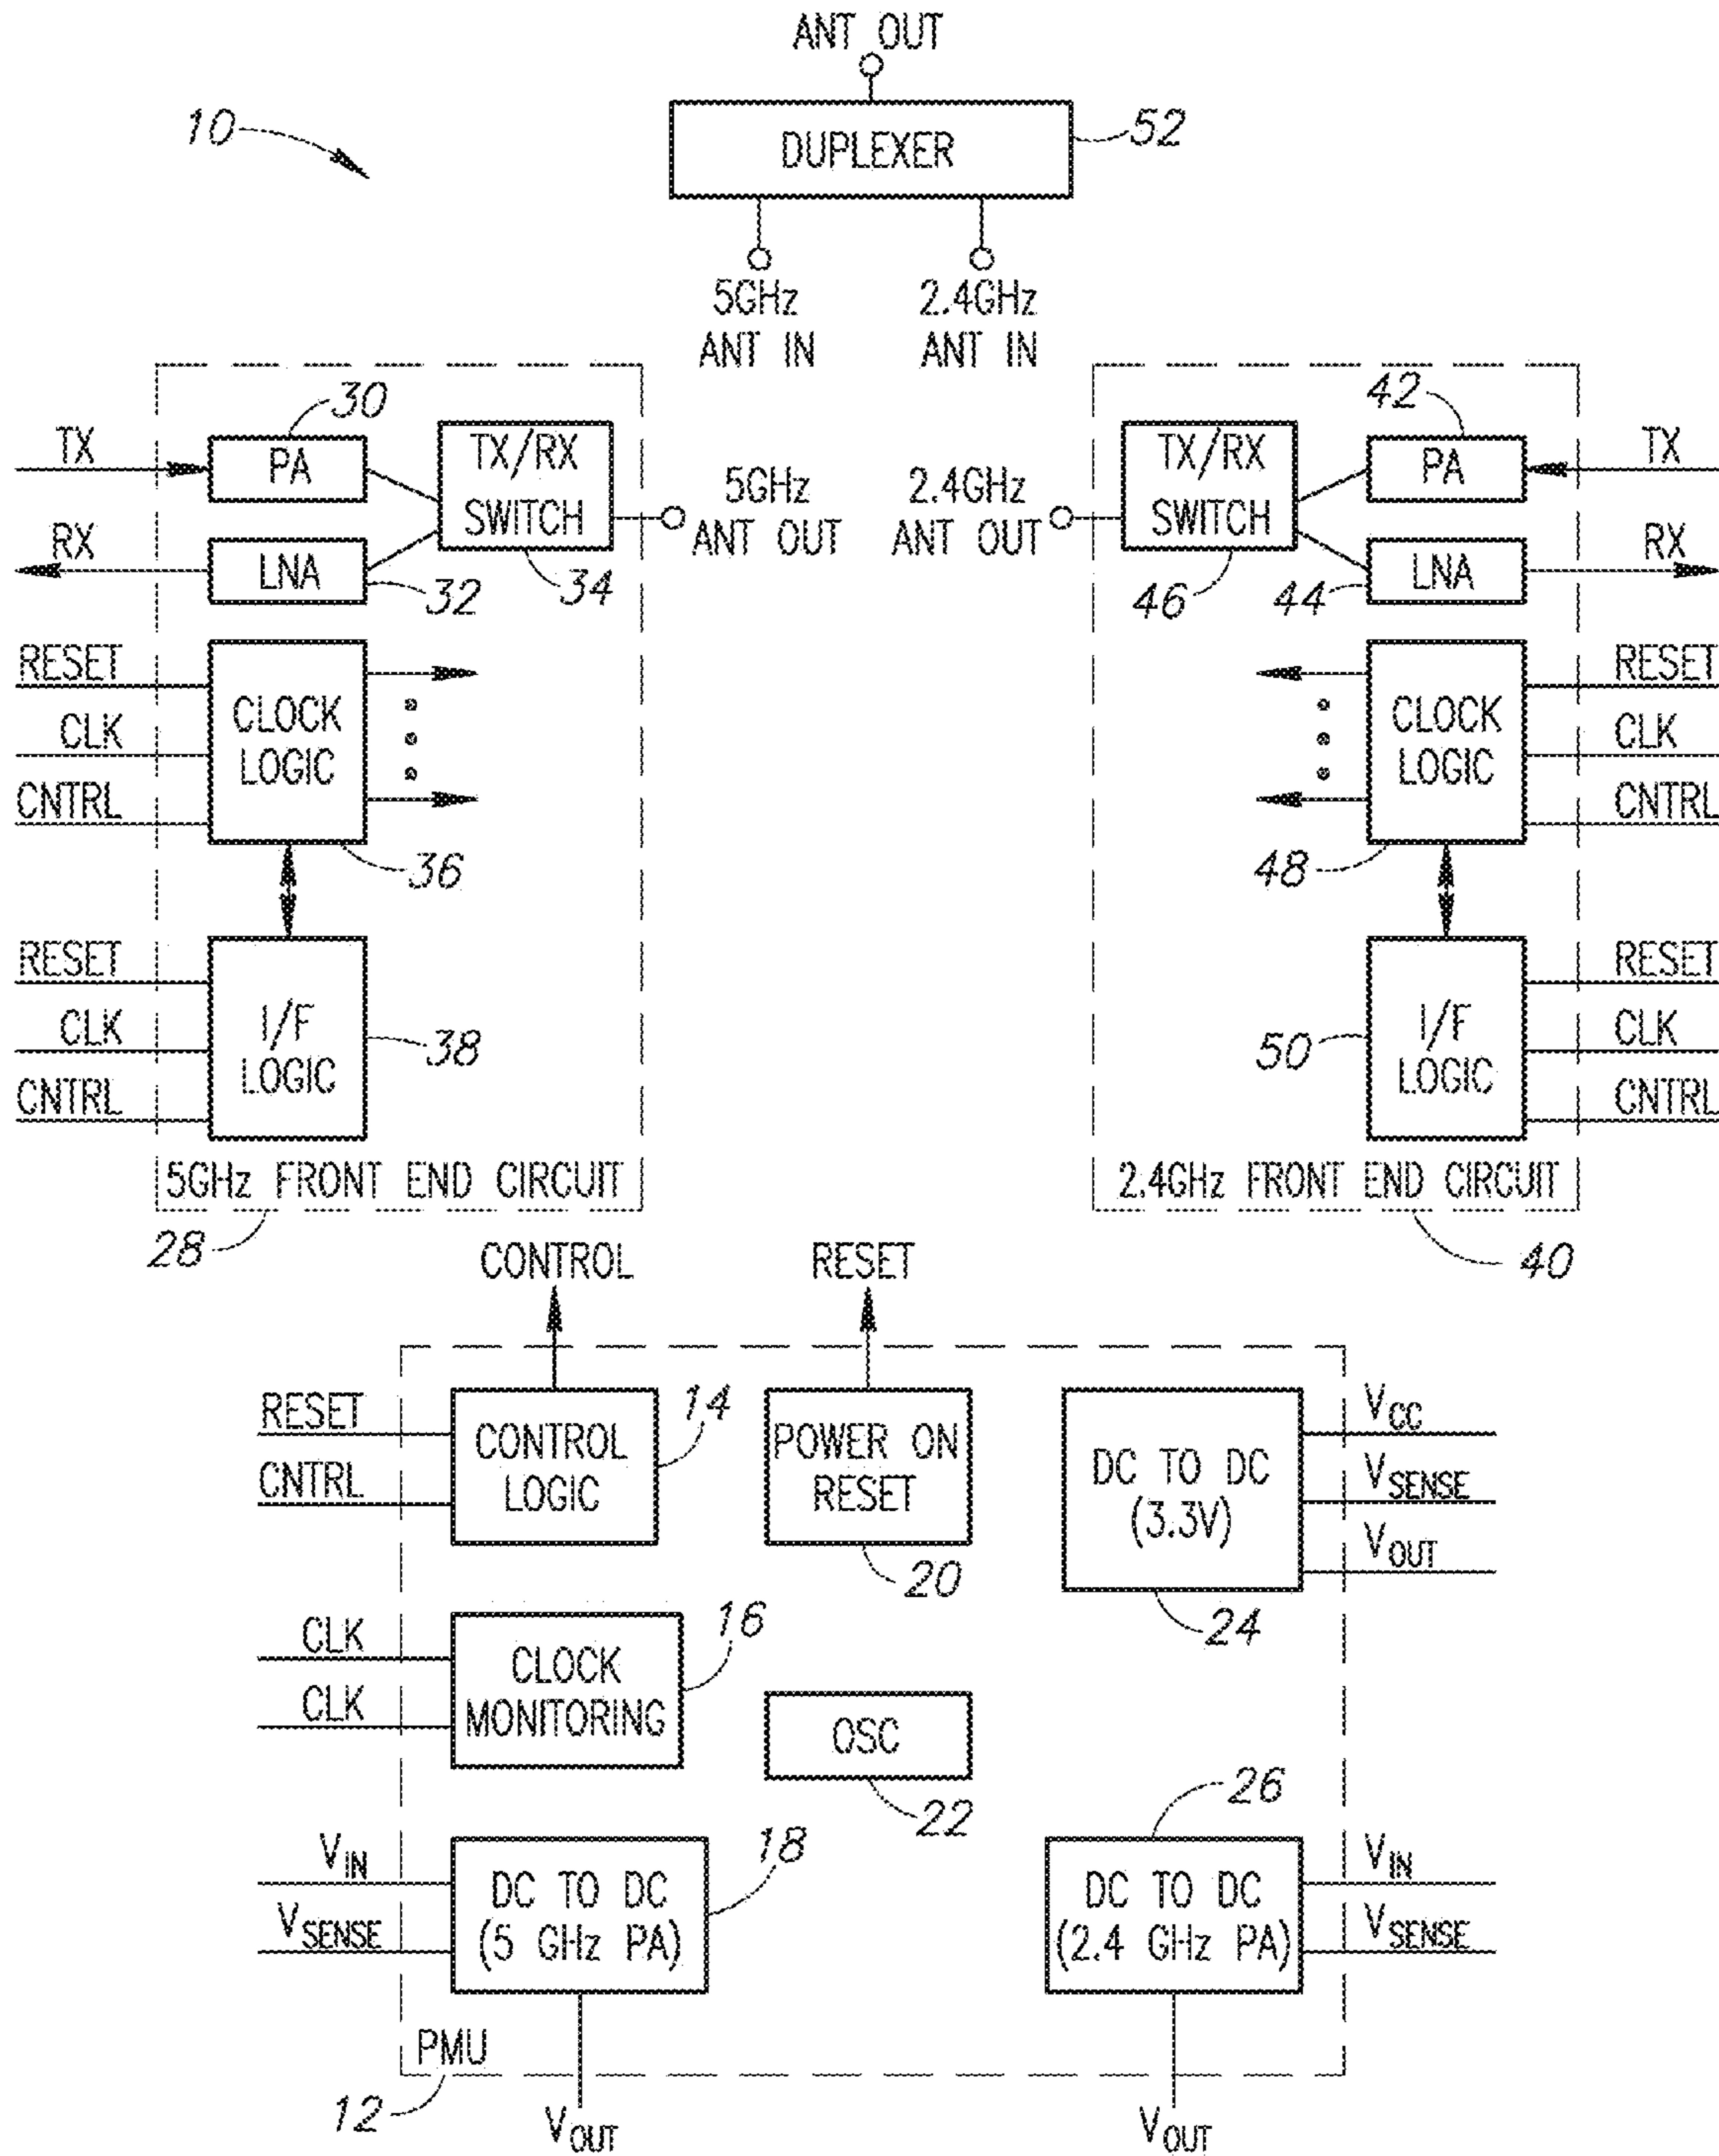 ANT OUT
10
DUPLEXER
52
5GHz
ANT IN
2.4GHz
ANT IN
30
TX
PA
TX/RX
SWITCH
5GHz
ANT OUT
RX
LNA
32
34
RESET
CLK
CNTRL
CLOCK
LOGIC
36
RESET
CLK
CNTRL
I/F
LOGIC
38
5GHz FRONT END CIRCUIT
28
42
2.4GHz
ANT OUT
TX/RX
SWITCH
PA
TX
46
44
LNA
RX
CLOCK
LOGIC
RESET
CLK
CNTRL
48
I/F
LOGIC
50
RESET
CLK
CNTRL
2.4GHz FRONT END CIRCUIT
40
CONTROL
RESET
RESET
CNTRL
CONTROL
LOGIC
14
POWER ON
RESET
20
DC TO DC
(3.3V)
VCC
VSENSE
VOUT
24
CLK
CLK
CLOCK
MONITORING
16
OSC
22
26
VIN
VSENSE
DC TO DC
(5 GHz PA)
18
DC TO DC
(2.4 GHz PA)
VIN
VSENSE
PMU
12
VOUT
VOUT